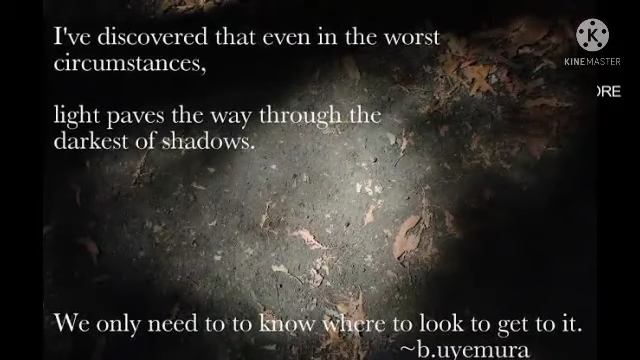 I've discovered that even in the worst
circumstances,
light paves the way through the
darkest of shadows.
We only need to to know where to look to get to it.
~b.uyemura
KINEMASTER
ORE